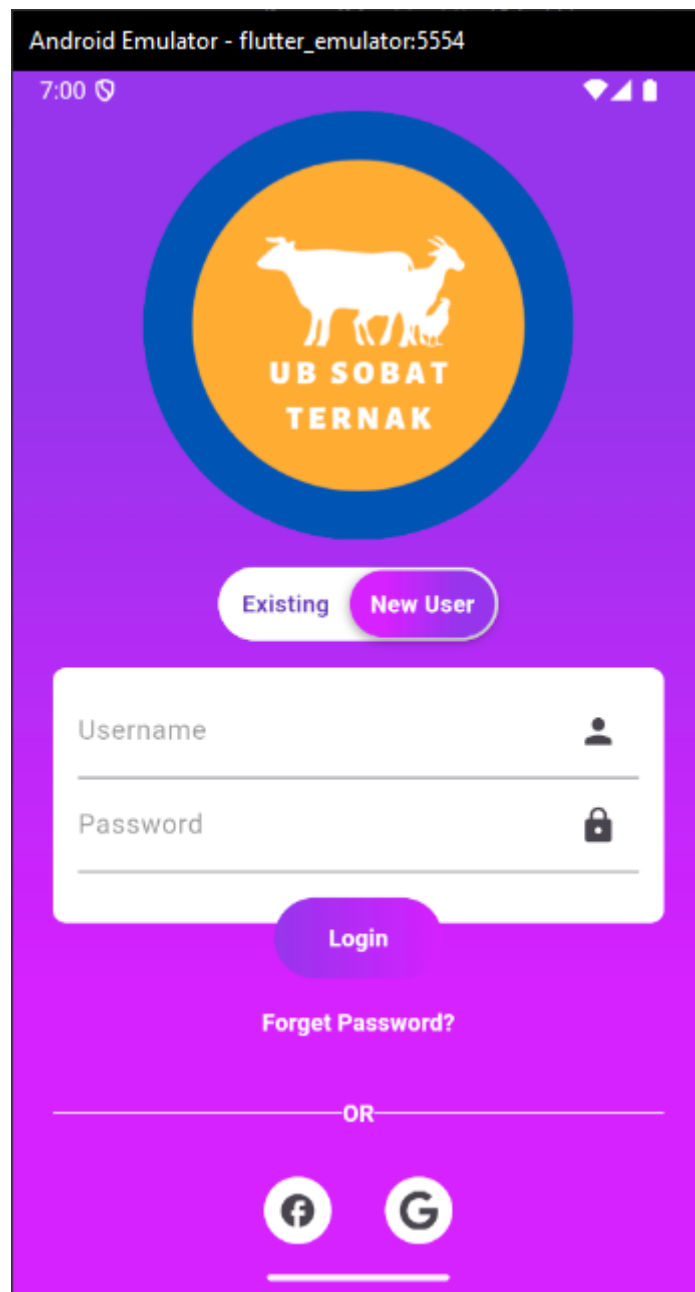 Android Emulator - flutter_emulator:5554
7:00
UB SOBAT
TERNAK
Existing New User
Username
Password
Login
Forget Password?
OR